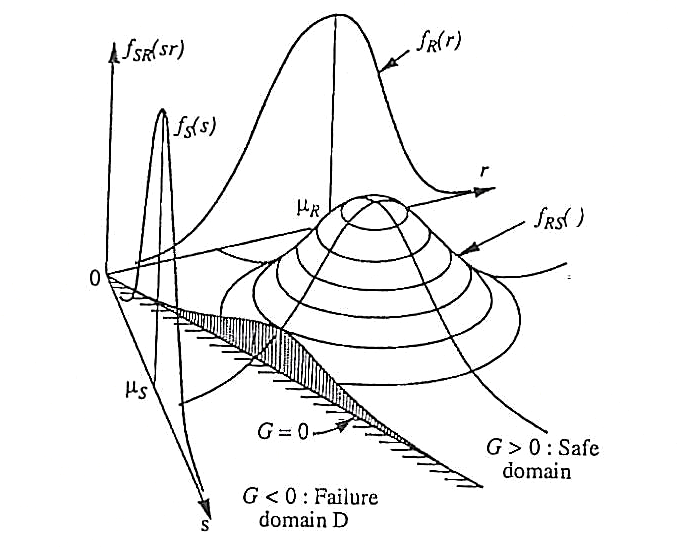 f_SR(sr)
f_R(r)
f_S(s)
r
μ_R
f_RS( )
0
μ_S
G = 0
G > 0 : Safe
domain
G < 0 : Failure
domain D
s